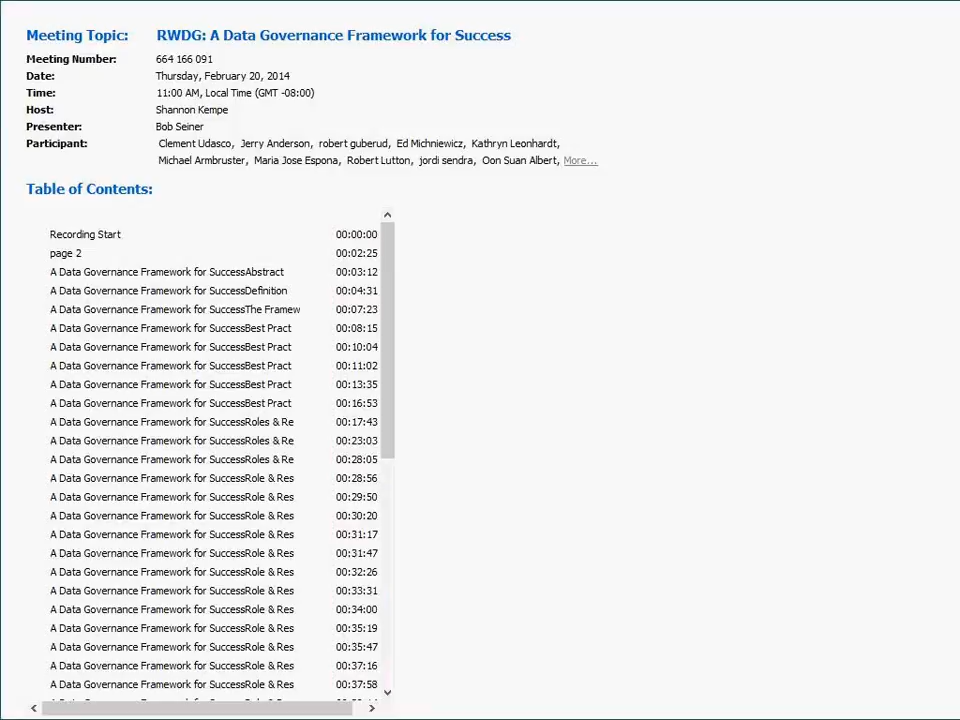 Meeting Topic: RWDG: A Data Governance Framework for Success
Meeting Number: 664 166 091
Date: Thursday, February 20, 2014
Time: 11:00 AM, Local Time (GMT -08:00)
Host: Shannon Kempe
Presenter: Bob Seiner
Participant: Clement Udasco, Jerry Anderson, robert guberud, Ed Michniewicz, Kathryn Leonhardt,
Michael Armbruster, Maria Jose Espona, Robert Lutton, jordi sendra, Oon Suan Albert, More...
Table of Contents:
Recording Start 00:00:00
page 2 00:02:25
A Data Governance Framework for SuccessAbstract 00:03:12
A Data Governance Framework for SuccessDefinition 00:04:31
A Data Governance Framework for SuccessThe Framew 00:07:23
A Data Governance Framework for SuccessBest Pract 00:08:15
A Data Governance Framework for SuccessBest Pract 00:10:04
A Data Governance Framework for SuccessBest Pract 00:11:02
A Data Governance Framework for SuccessBest Pract 00:13:35
A Data Governance Framework for SuccessBest Pract 00:16:53
A Data Governance Framework for SuccessRoles & Re 00:17:43
A Data Governance Framework for SuccessRoles & Re 00:23:03
A Data Governance Framework for SuccessRoles & Re 00:28:05
A Data Governance Framework for SuccessRole & Res 00:28:56
A Data Governance Framework for SuccessRole & Res 00:29:50
A Data Governance Framework for SuccessRole & Res 00:30:20
A Data Governance Framework for SuccessRole & Res 00:31:17
A Data Governance Framework for SuccessRole & Res 00:31:47
A Data Governance Framework for SuccessRole & Res 00:32:26
A Data Governance Framework for SuccessRole & Res 00:33:31
A Data Governance Framework for SuccessRole & Res 00:34:00
A Data Governance Framework for SuccessRole & Res 00:35:19
A Data Governance Framework for SuccessRole & Res 00:35:47
A Data Governance Framework for SuccessRole & Res 00:37:16
A Data Governance Framework for SuccessRole & Res 00:37:58